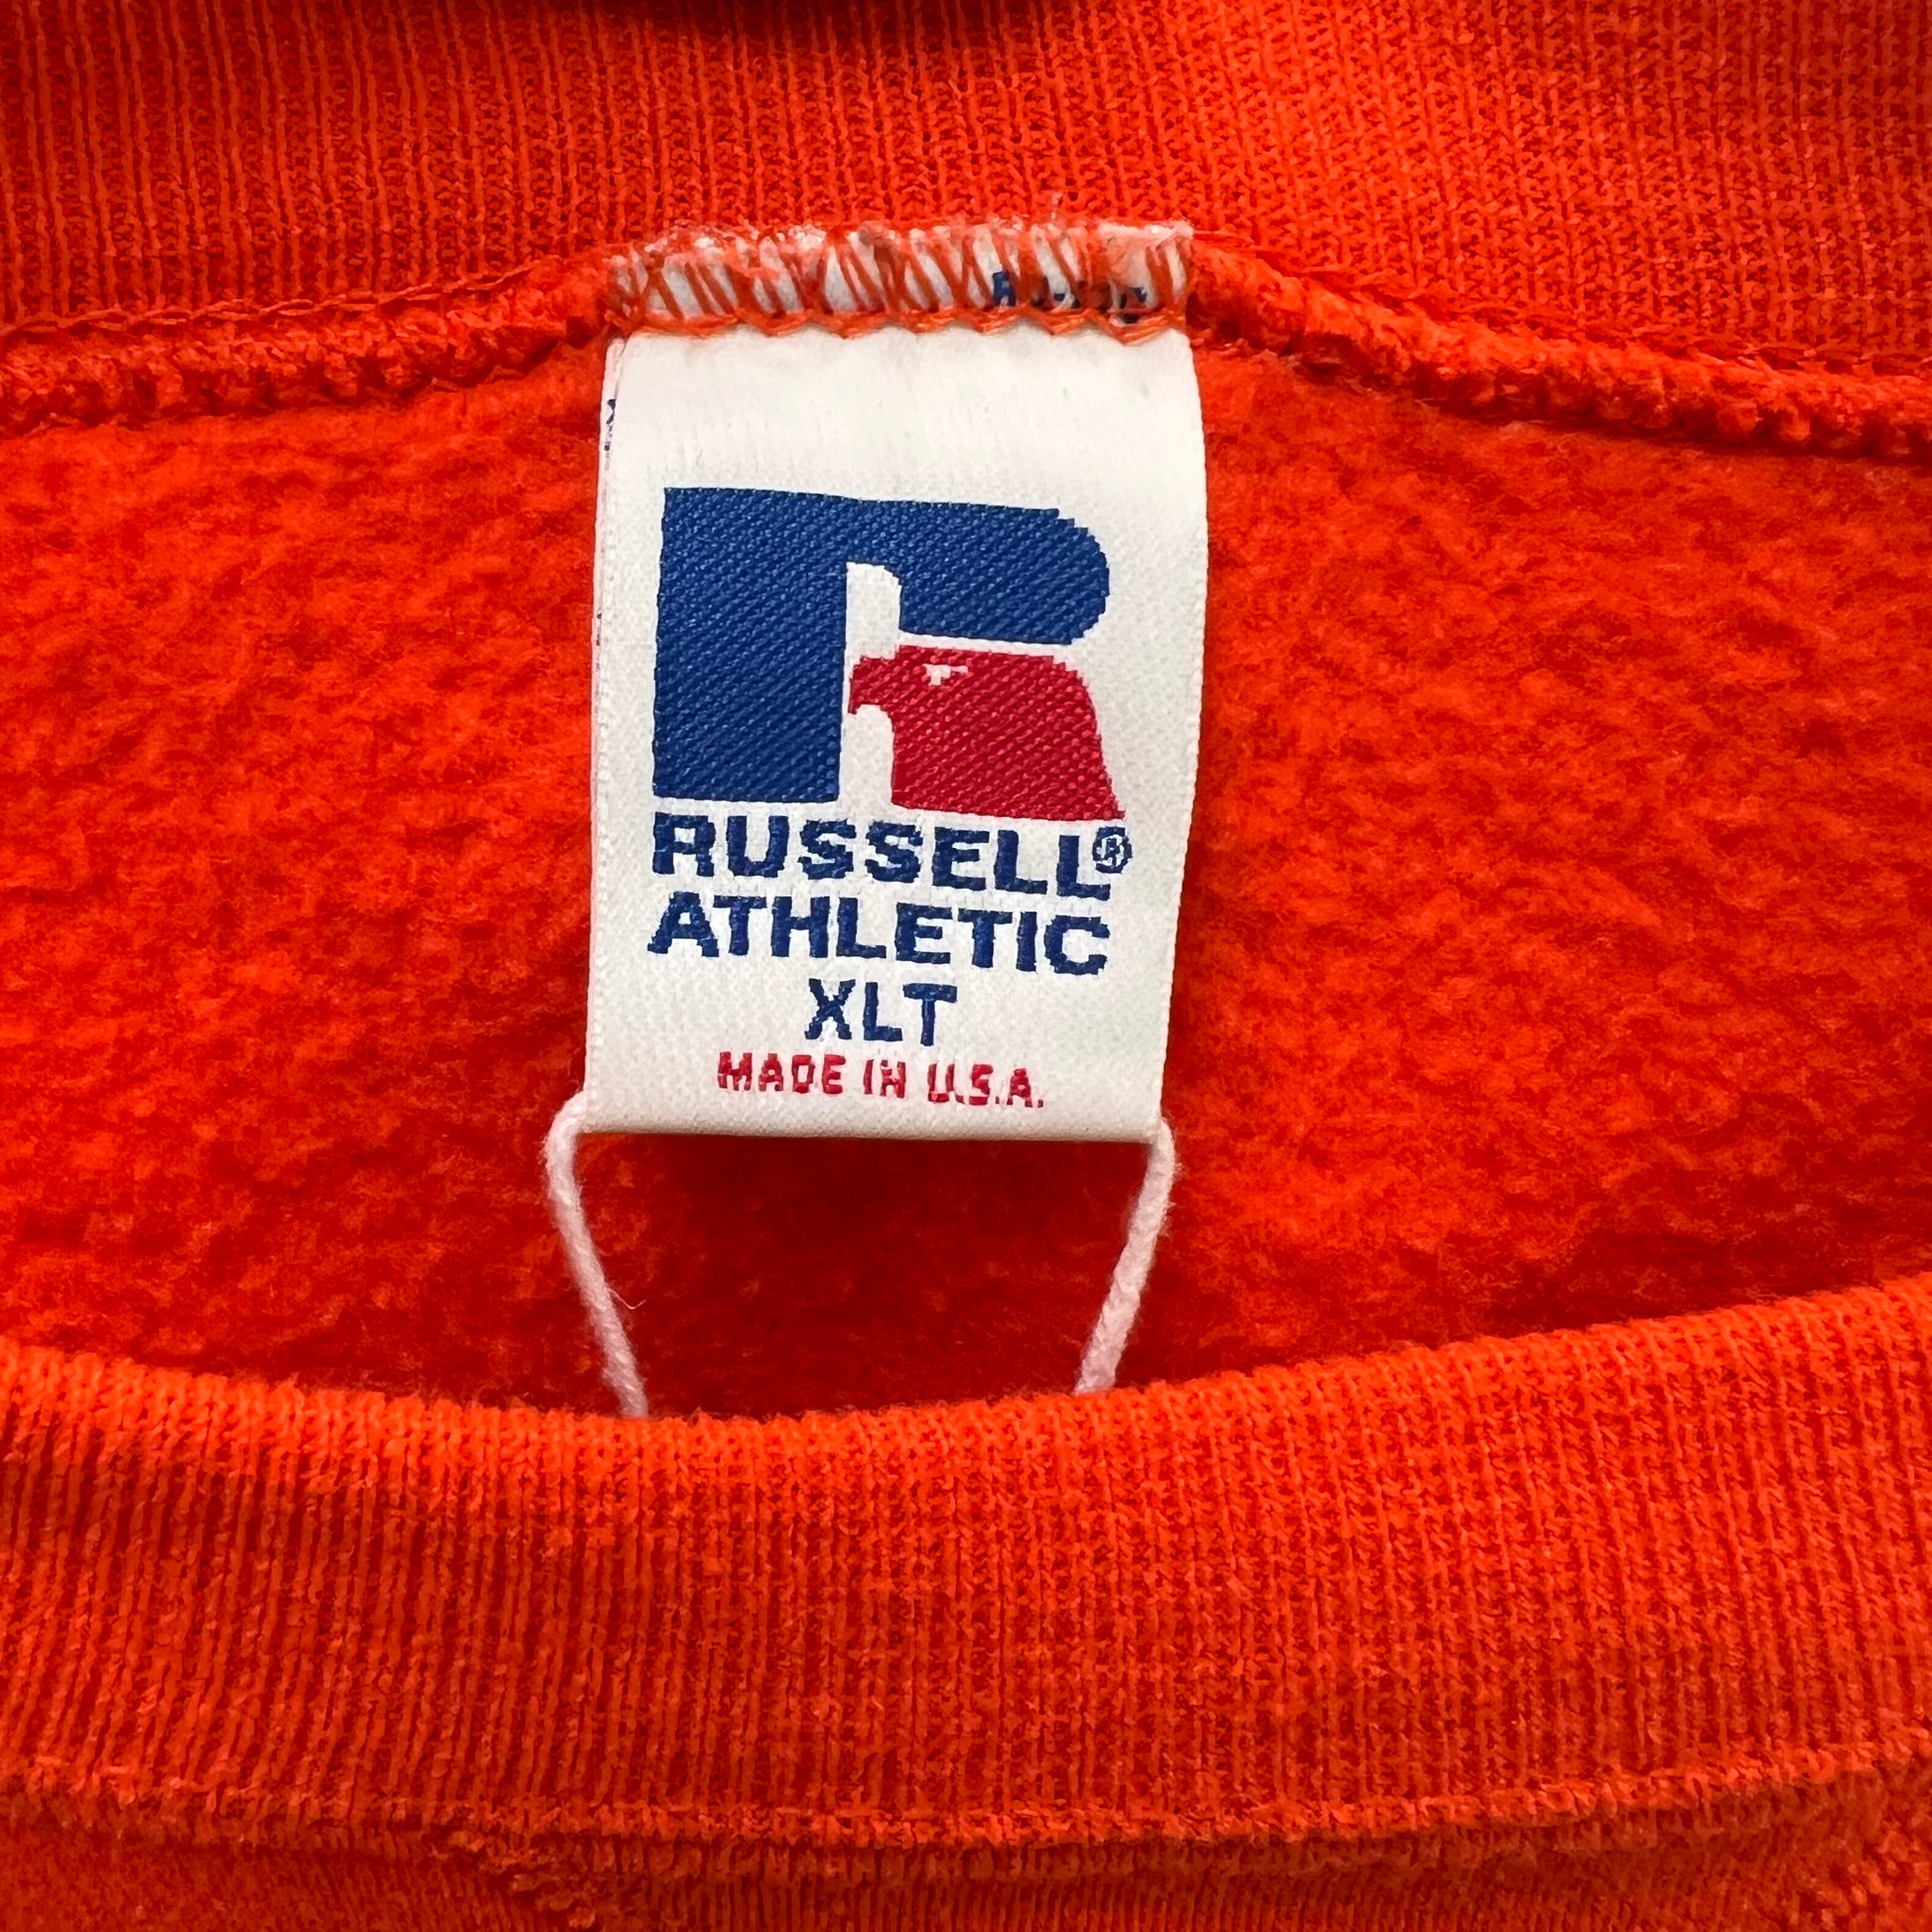 RUSSELL®
ATHLETIC
XLT
MADE IN U.S.A.